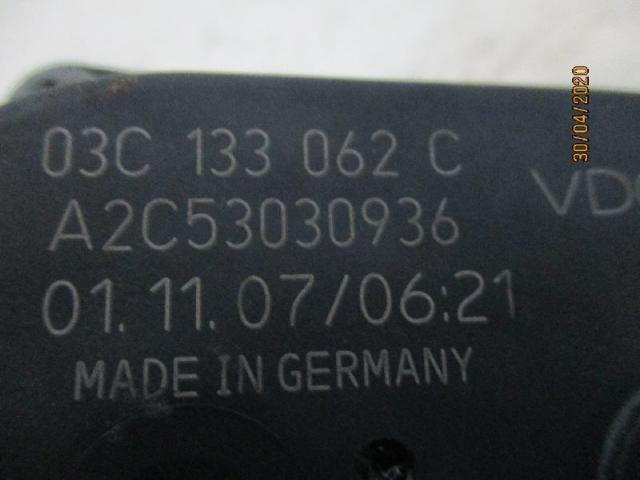 03C 133 062 C
A2C53030936
01.11.07/06:21
MADE IN GERMANY
30/04/2020